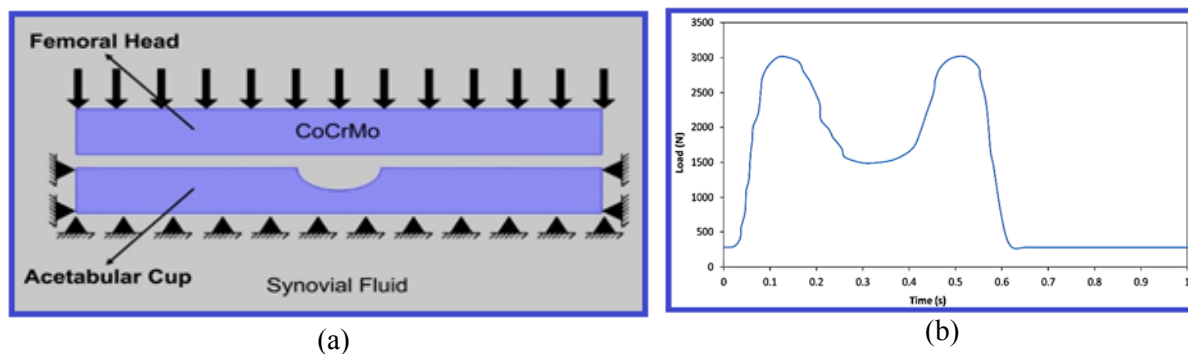 Femoral Head
CoCrMo
Acetabular Cup
Synovial Fluid
(a)
3500
3000
2500
2000
1500
1000
500
0
Load (N)
0 0.1 0.2 0.3 0.4 0.5 0.6 0.7 0.8 0.9 1
Time (s)
(b)